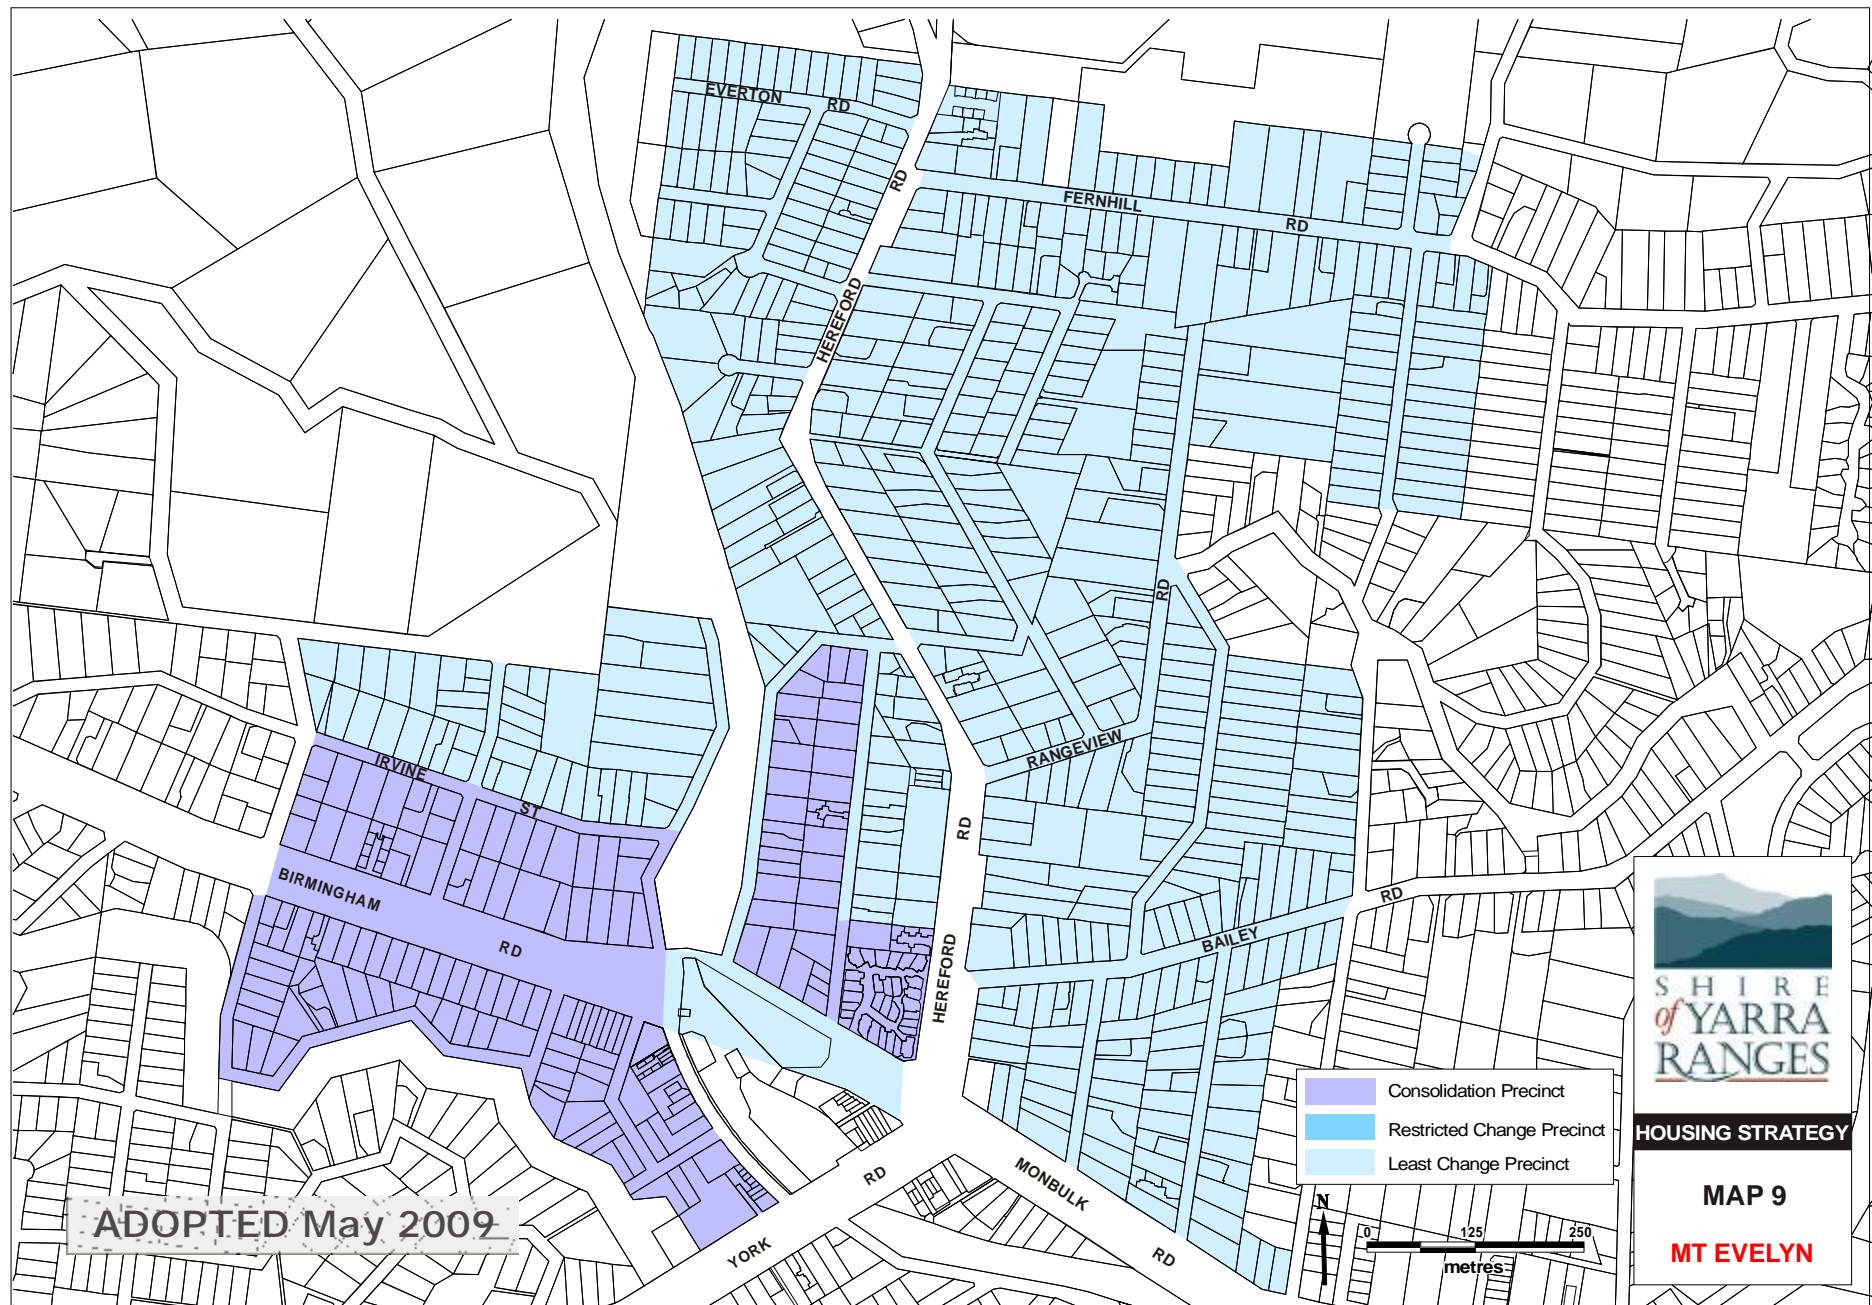 EVERTON RD
HEREFORD RD
FERNHILL RD
RD
RANGEVIEW
IRVINE ST
BIRMINGHAM RD
HEREFORD RD
BAILEY RD
YORK RD
MONBULK RD
ADOPTED May 2009
SHIRE
of YARRA
RANGES
HOUSING STRATEGY
MAP 9
MT EVELYN
Consolidation Precinct
Restricted Change Precinct
Least Change Precinct
N
0 125 250
metres